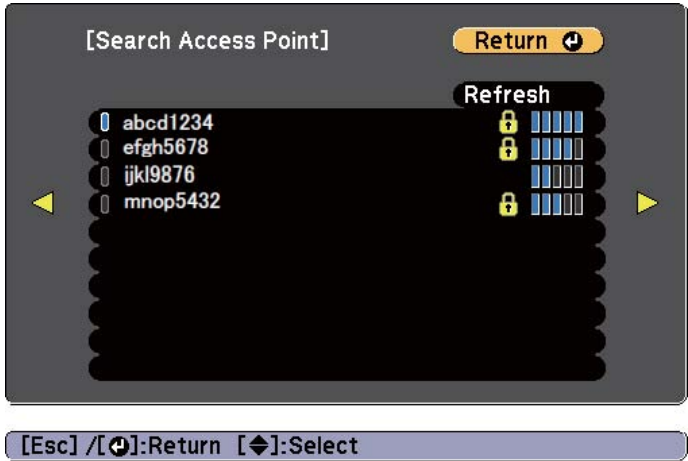 [Search Access Point]
Return
Refresh
abcd1234
efgh5678
ijkl9876
mnop5432
[Esc] /[⏎]:Return [◆]:Select